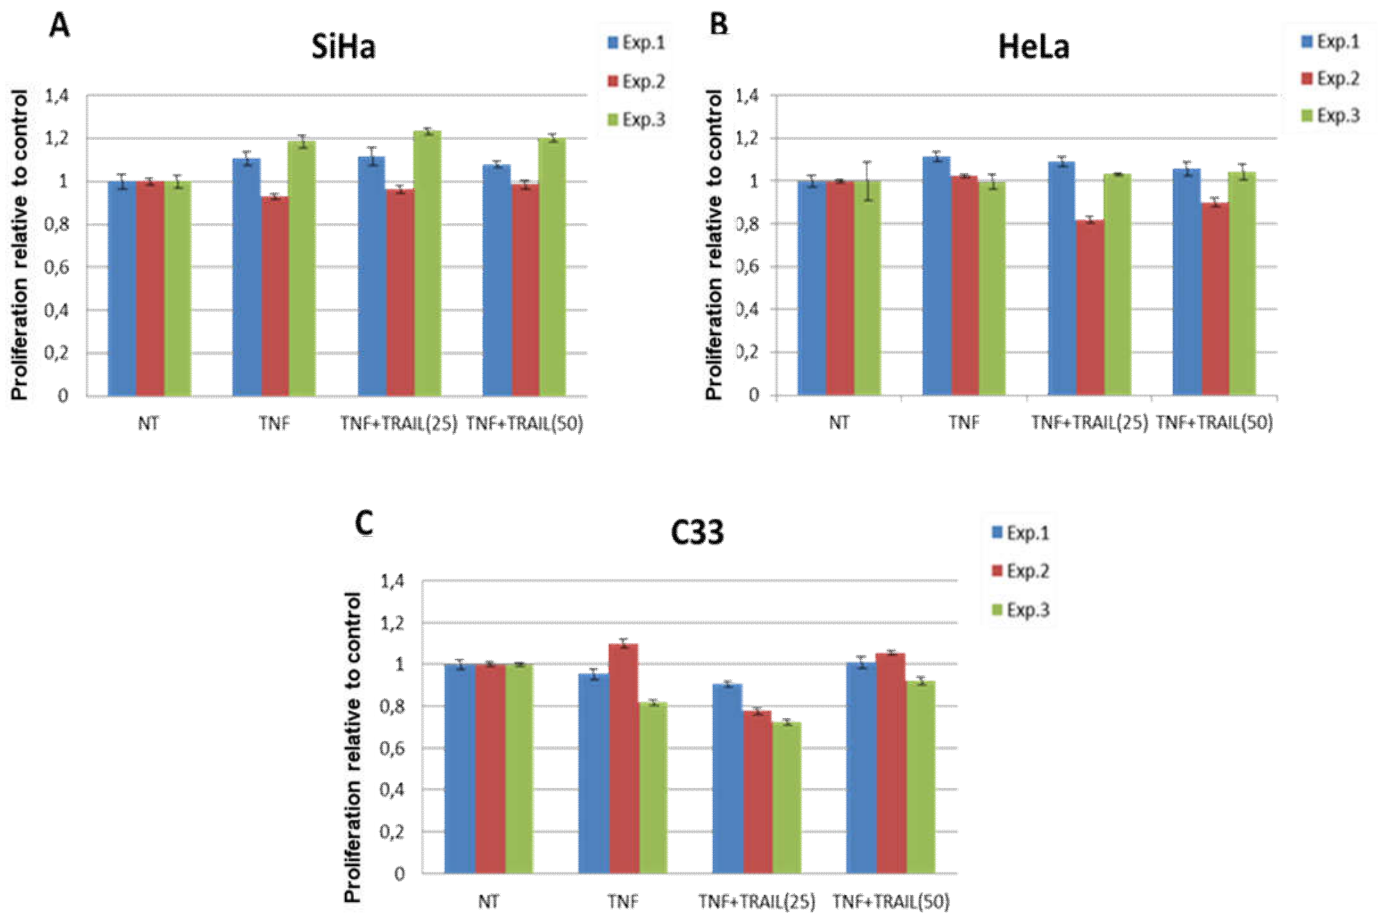 A
SiHa
Exp.1
Exp.2
Exp.3
Proliferation relative to control
1,4
1,2
1
0,8
0,6
0,4
0,2
0
NT
TNF
TNF+TRAIL(25)
TNF+TRAIL(50)
B
HeLa
Exp.1
Exp.2
Exp.3
Proliferation relative to control
1,4
1,2
1
0,8
0,6
0,4
0,2
0
NT
TNF
TNF+TRAIL(25)
TNF+TRAIL(50)
C
C33
Exp.1
Exp.2
Exp.3
Proliferation relative to control
1,4
1,2
1
0,8
0,6
0,4
0,2
0
NT
TNF
TNF+TRAIL(25)
TNF+TRAIL(50)